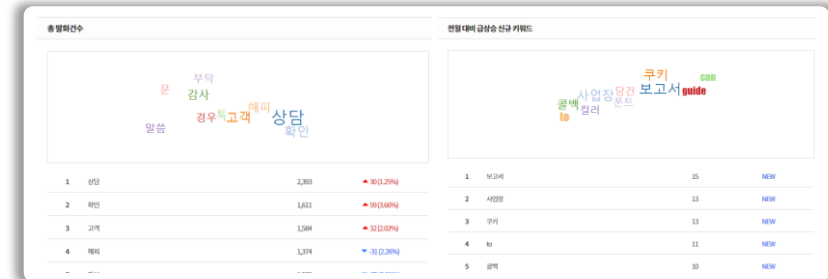 총 발화건수
부탁
문
감사
해피
경우
톡
고객
상담
말씀
확인
1 상담 2,393 ▲ 30 (1.25%)
2 확인 1,611 ▲ 59 (3.66%)
3 고객 1,584 ▲ 32 (2.02%)
4 해피 1,374 ▼ -31 (2.26%)
전월 대비 급상승 신규 키워드
쿠키
can
사업장
당건
보고서
guide
콜백
폰트
컬러
to
1 보고서 15 NEW
2 사업장 13 NEW
3 쿠키 13 NEW
4 to 11 NEW
5 콜백 10 NEW